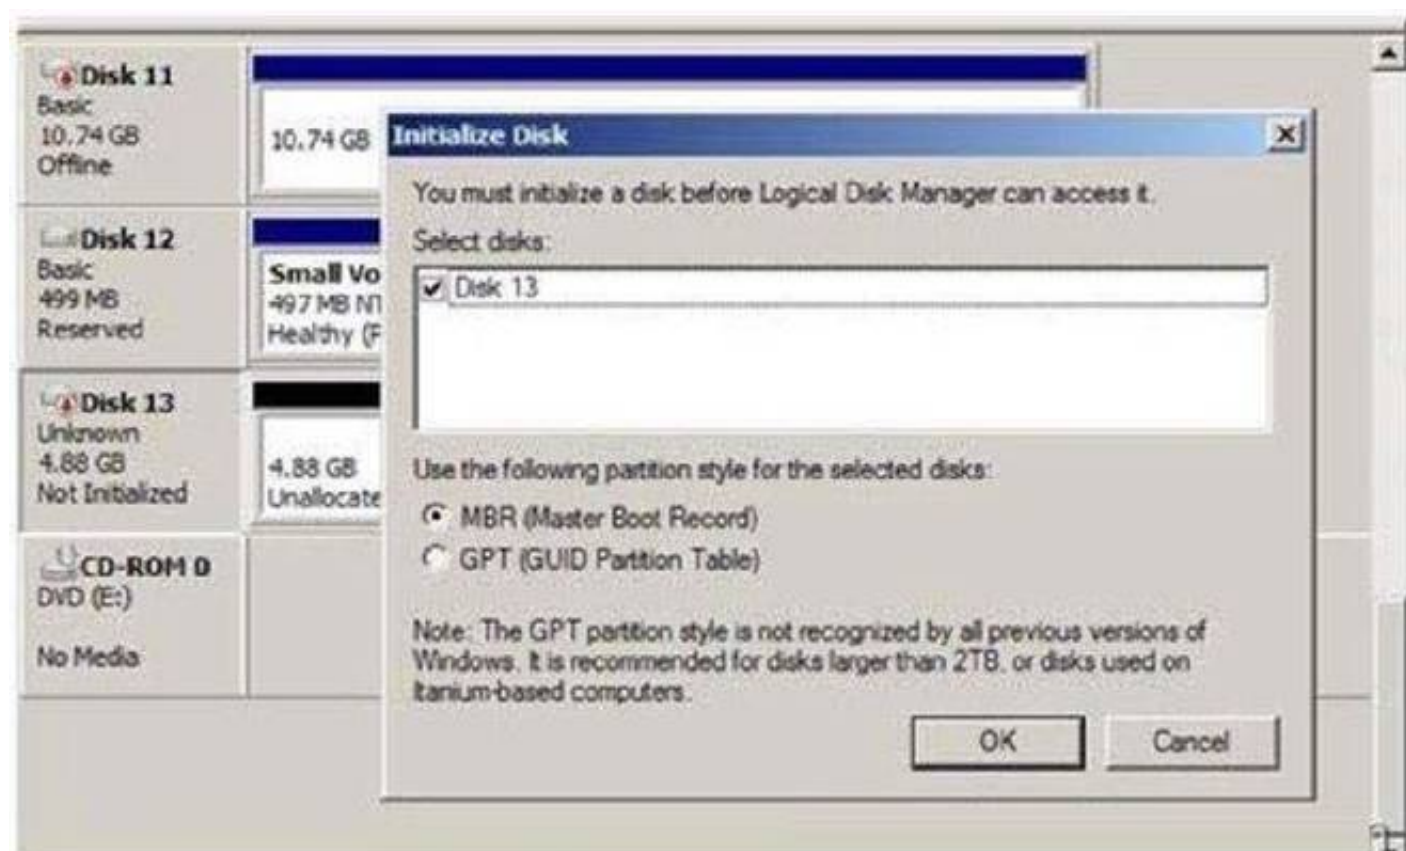 Disk 11
Basic
10.74 GB
Offline
10.74 GB
Disk 12
Basic
499 MB
Reserved
Small Vo
497 MB NT
Healthy (P
Disk 13
Unknown
4.88 GB
Not Initialized
4.88 GB
Unallocate
CD-ROM 0
DVD (E:)
No Media
Initialize Disk
You must initialize a disk before Logical Disk Manager can access it.
Select disks:
Disk 13
Use the following partition style for the selected disks:
MBR (Master Boot Record)
GPT (GUID Partition Table)
Note: The GPT partition style is not recognized by all previous versions of
Windows. It is recommended for disks larger than 2TB, or disks used on
Itanium-based computers.
OK
Cancel